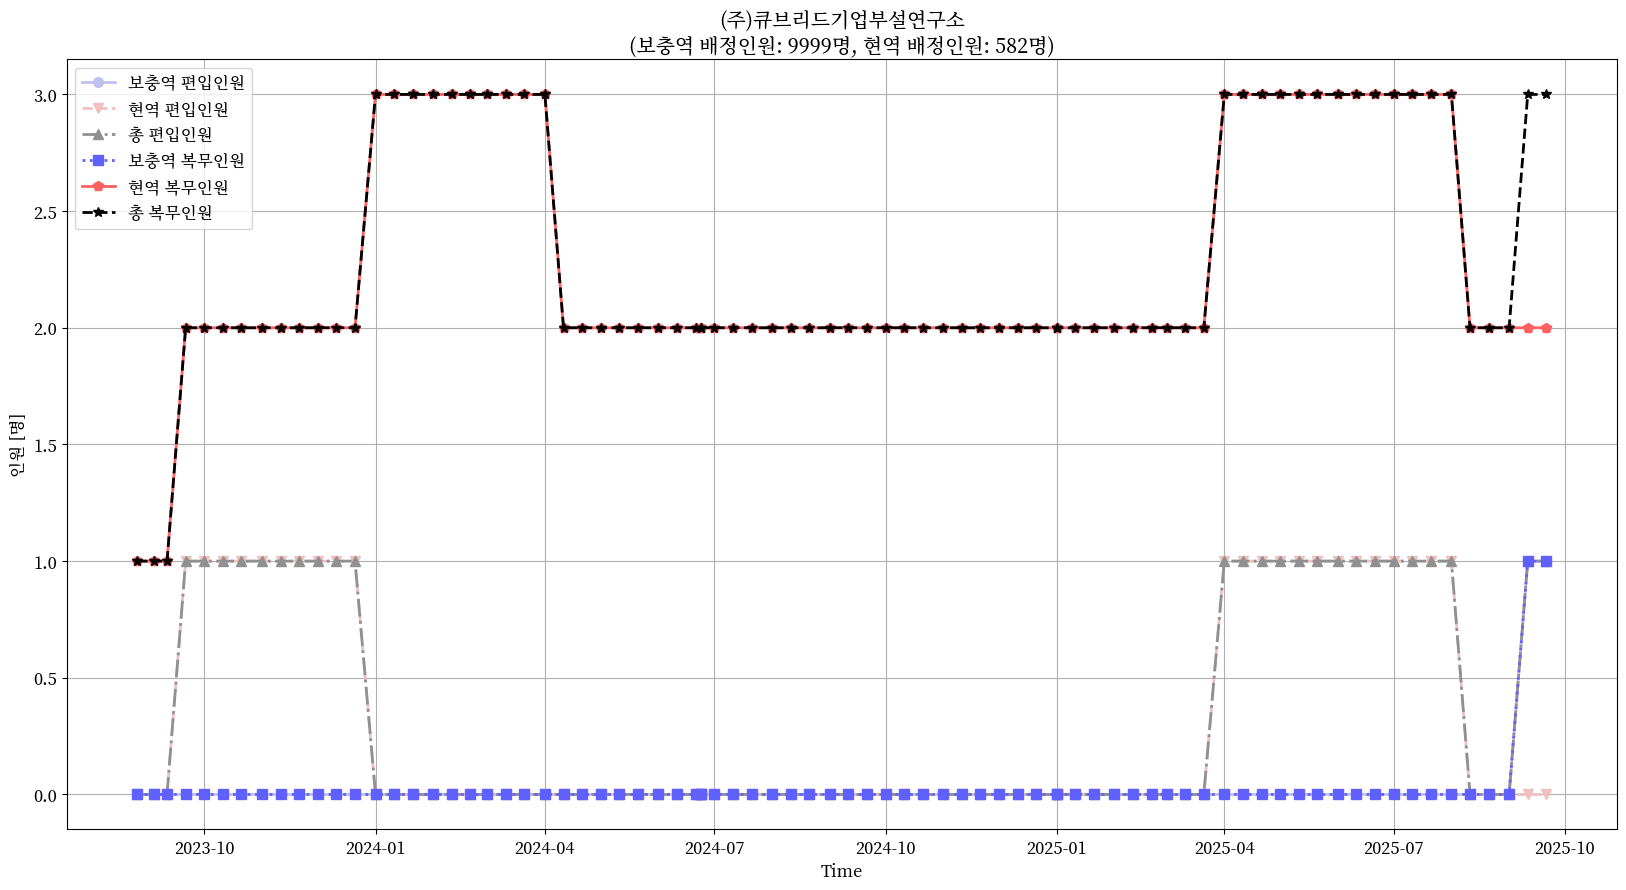 (주)큐브리드기업부설연구소
(보충역 배정인원: 9999명, 현역 배정인원: 582명)
보충역 편입인원
현역 편입인원
총 편입인원
보충역 복무인원
현역 복무인원
총 복무인원
인원 [명]
3.0
2.5
2.0
1.5
1.0
0.5
0.0
2023-10
2024-01
2024-04
2024-07
2024-10
2025-01
2025-04
2025-07
2025-10
Time